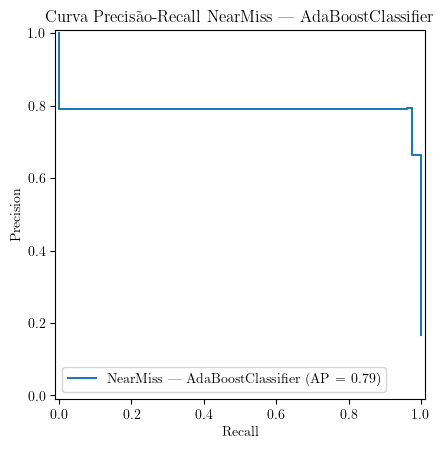 Curva Precisão-Recall NearMiss — AdaBoostClassifier
1.0
0.8
0.6
0.4
0.2
0.0
Precision
NearMiss — AdaBoostClassifier (AP = 0.79)
0.0 0.2 0.4 0.6 0.8 1.0
Recall